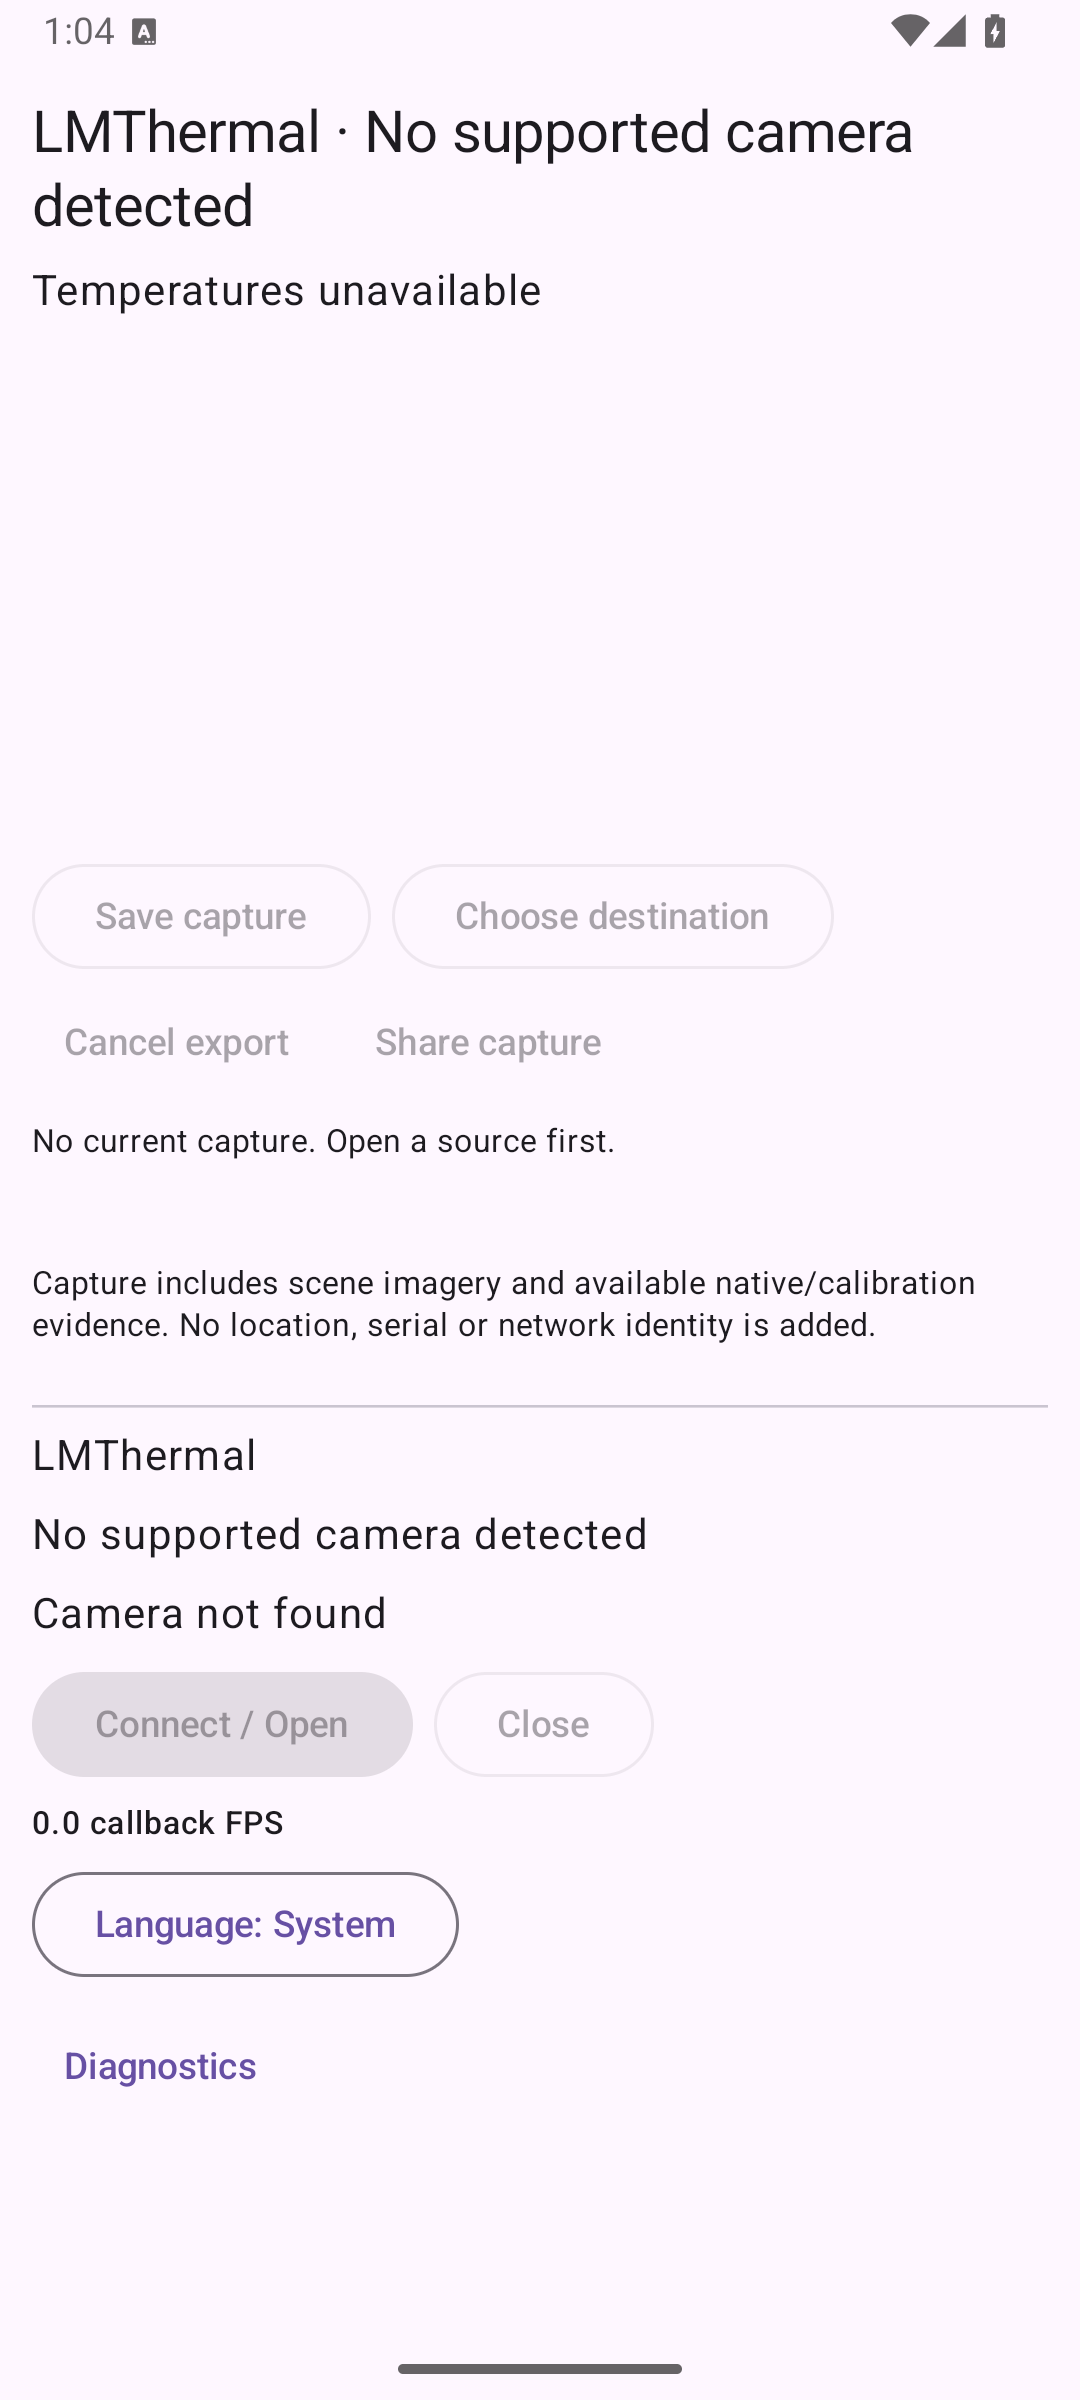 1:04
LMThermal · No supported camera
detected
Temperatures unavailable
Save capture
Choose destination
Cancel export
Share capture
No current capture. Open a source first.
Capture includes scene imagery and available native/calibration
evidence. No location, serial or network identity is added.
LMThermal
No supported camera detected
Camera not found
Connect / Open
Close
0.0 callback FPS
Language: System
Diagnostics